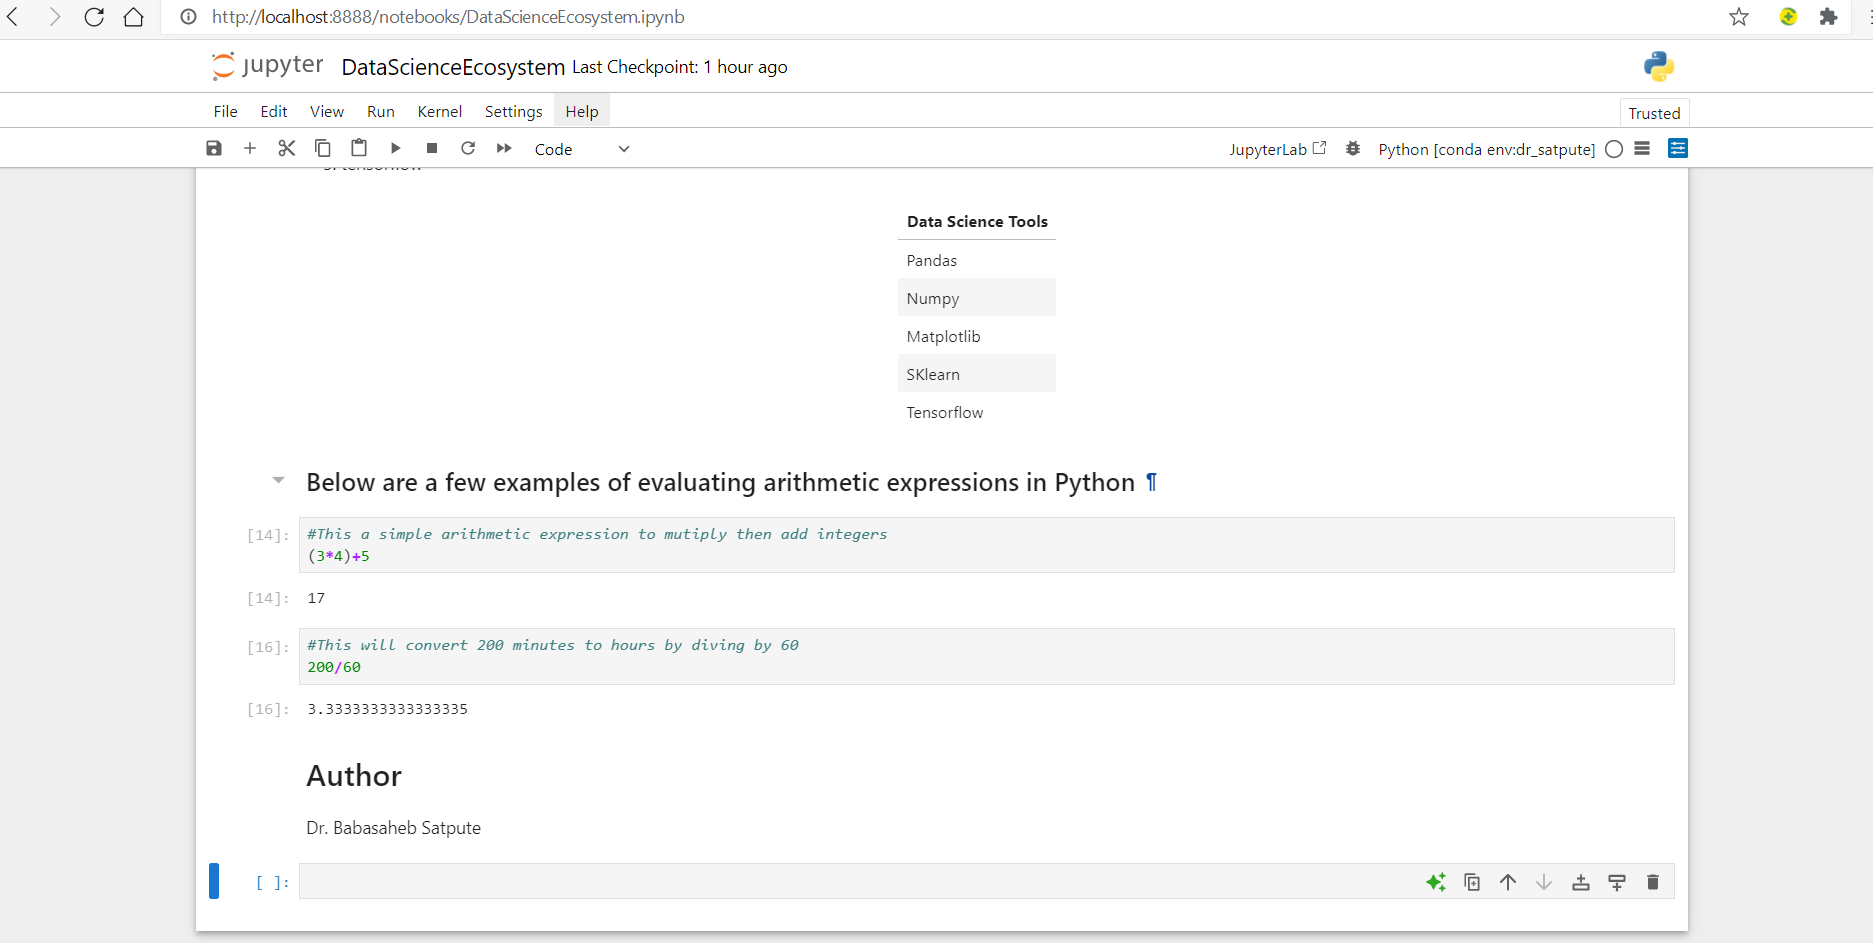 http://localhost:8888/notebooks/DataScienceEcosystem.ipynb
jupyter DataScienceEcosystem Last Checkpoint: 1 hour ago
File Edit View Run Kernel Settings Help Trusted
Code JupyterLab Python [conda env:dr_satpute]
5. tensorflow
Data Science Tools
Pandas
Numpy
Matplotlib
SKlearn
Tensorflow
Below are a few examples of evaluating arithmetic expressions in Python ¶
[14]: #This a simple arithmetic expression to mutiply then add integers
(3*4)+5
[14]: 17
[16]: #This will convert 200 minutes to hours by diving by 60
200/60
[16]: 3.3333333333333335
Author
Dr. Babasaheb Satpute
[ ]: